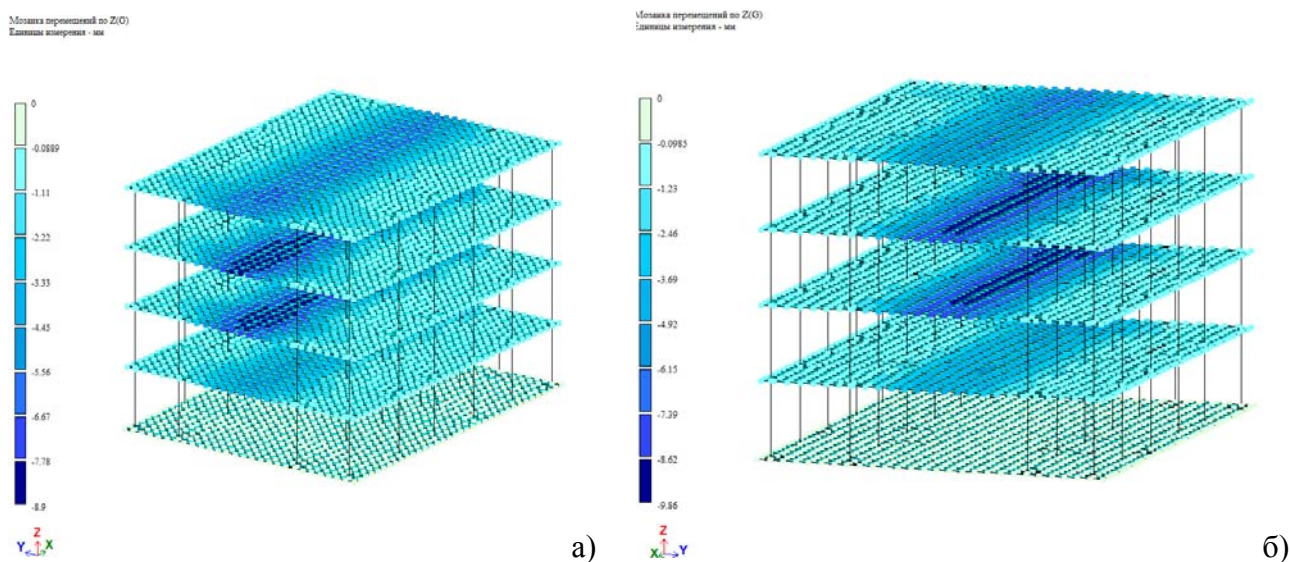 Мозаика перемещений по Z(G)
Единицы измерения - мм
0
-0.0889
-1.11
-2.22
-3.33
-4.45
-5.56
-6.67
-7.78
-8.9
Z
Y
X
а)
Мозаика перемещений по Z(G)
Единицы измерения - мм
0
-0.0985
-1.23
-2.46
-3.69
-4.92
-6.15
-7.39
-8.62
-9.86
Z
X
Y
б)